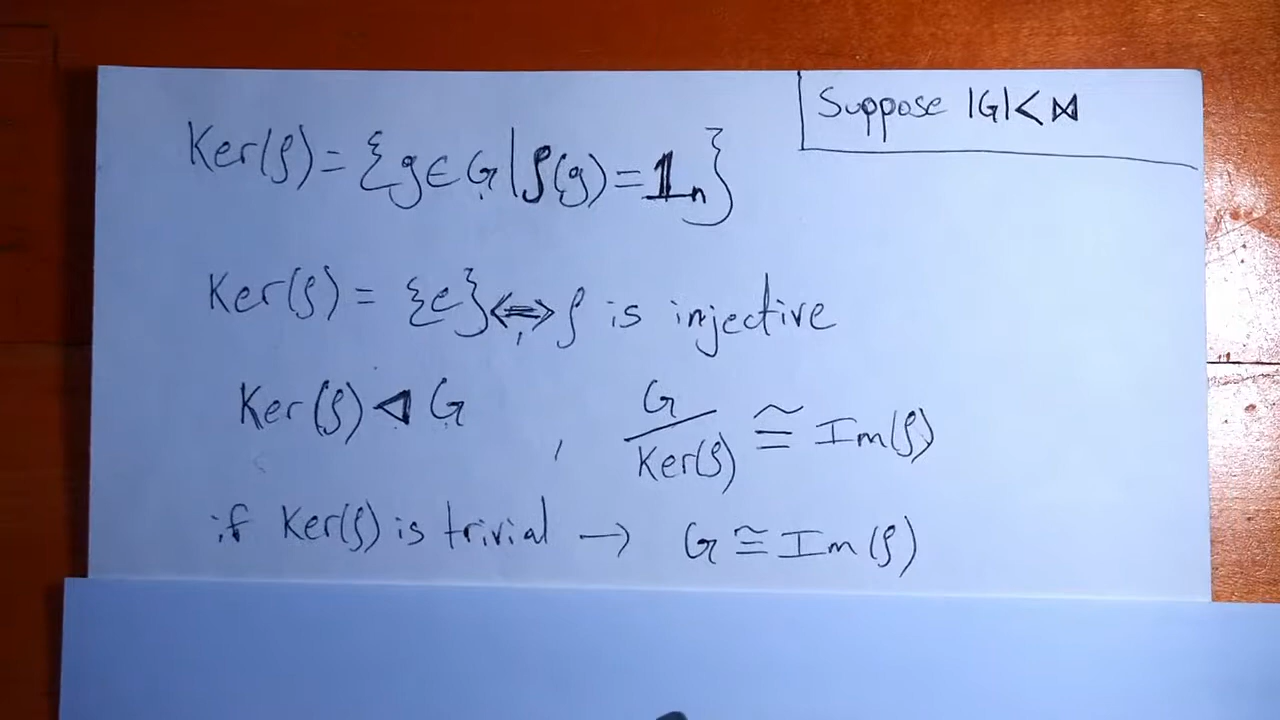 Suppose |G|<∞
Ker(ρ) = {g∈G|ρ(g)=𝟙ₙ}
Ker(ρ) = {e} ⟺ ρ is injective
Ker(ρ) ◁ G , G/Ker(ρ) ≅ Im(ρ)
if Ker(ρ) is trivial → G ≅ Im(ρ)